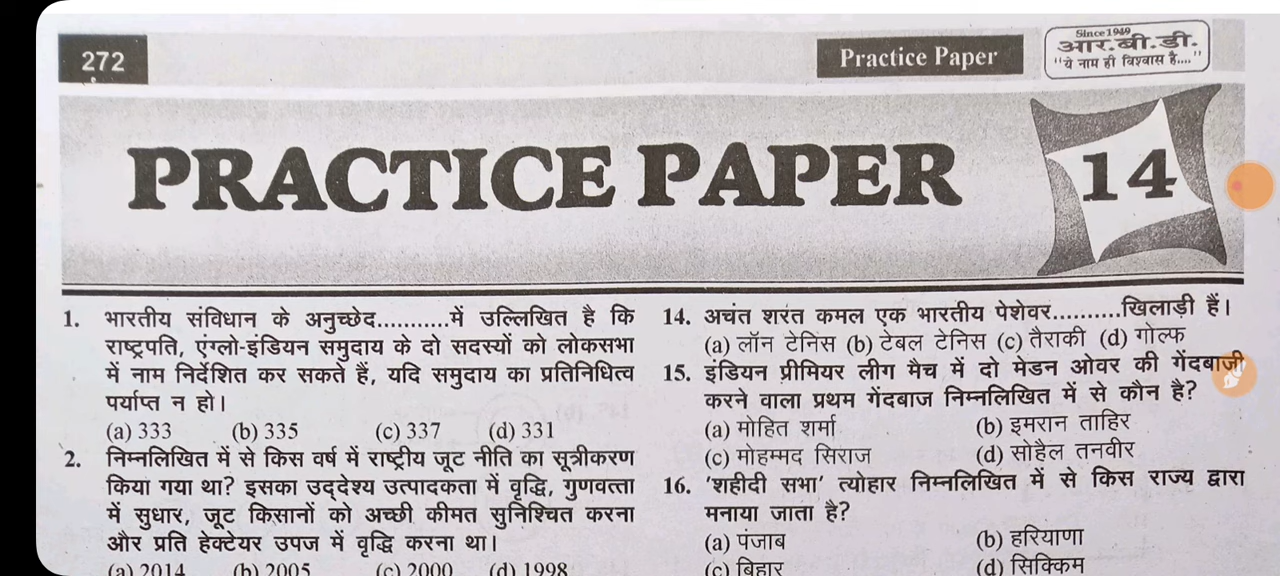 272
Practice Paper
Since 1949
आर.बी.डी.
"ये नाम ही विश्वास है...."
PRACTICE PAPER
14
1. भारतीय संविधान के अनुच्छेद...........में उल्लिखित है कि
राष्ट्रपति, एंग्लो-इंडियन समुदाय के दो सदस्यों को लोकसभा
में नाम निर्देशित कर सकते हैं, यदि समुदाय का प्रतिनिधित्व
पर्याप्त न हो।
(a) 333 (b) 335 (c) 337 (d) 331
2. निम्नलिखित में से किस वर्ष में राष्ट्रीय जूट नीति का सूत्रीकरण
किया गया था? इसका उद्देश्य उत्पादकता में वृद्धि, गुणवत्ता
में सुधार, जूट किसानों को अच्छी कीमत सुनिश्चित करना
और प्रति हेक्टेयर उपज में वृद्धि करना था।
(a) 2014 (b) 2005 (c) 2000 (d) 1998
14. अचंत शरंत कमल एक भारतीय पेशेवर..........खिलाड़ी हैं।
(a) लॉन टेनिस (b) टेबल टेनिस (c) तैराकी (d) गोल्फ
15. इंडियन प्रीमियर लीग मैच में दो मेडन ओवर की गेंदबाजी
करने वाला प्रथम गेंदबाज निम्नलिखित में से कौन है?
(a) मोहित शर्मा (b) इमरान ताहिर
(c) मोहम्मद सिराज (d) सोहैल तनवीर
16. 'शहीदी सभा' त्योहार निम्नलिखित में से किस राज्य द्वारा
मनाया जाता है?
(a) पंजाब (b) हरियाणा
(c) बिहार (d) सिक्किम